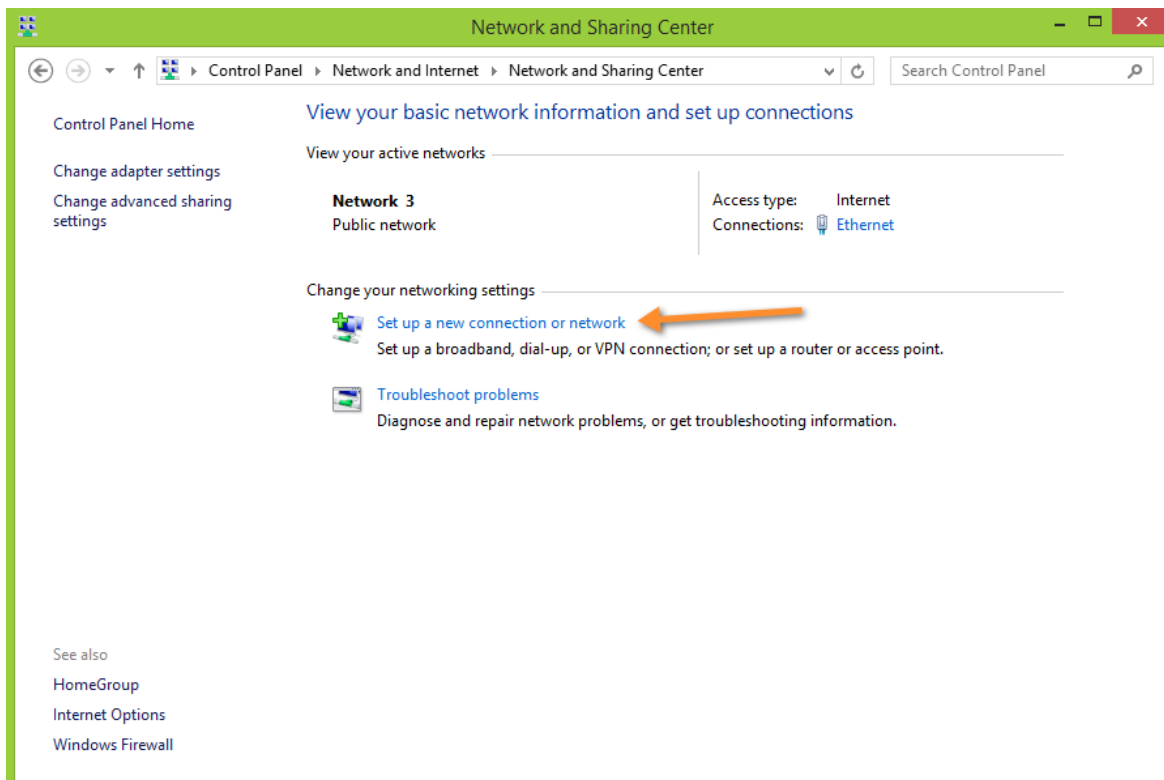 Network and Sharing Center
Control Panel Network and Internet Network and Sharing Center
Search Control Panel
Control Panel Home
Change adapter settings
Change advanced sharing
settings
See also
HomeGroup
Internet Options
Windows Firewall
View your basic network information and set up connections
View your active networks
Network 3
Public network
Access type: Internet
Connections: Ethernet
Change your networking settings
Set up a new connection or network
Set up a broadband, dial-up, or VPN connection; or set up a router or access point.
Troubleshoot problems
Diagnose and repair network problems, or get troubleshooting information.